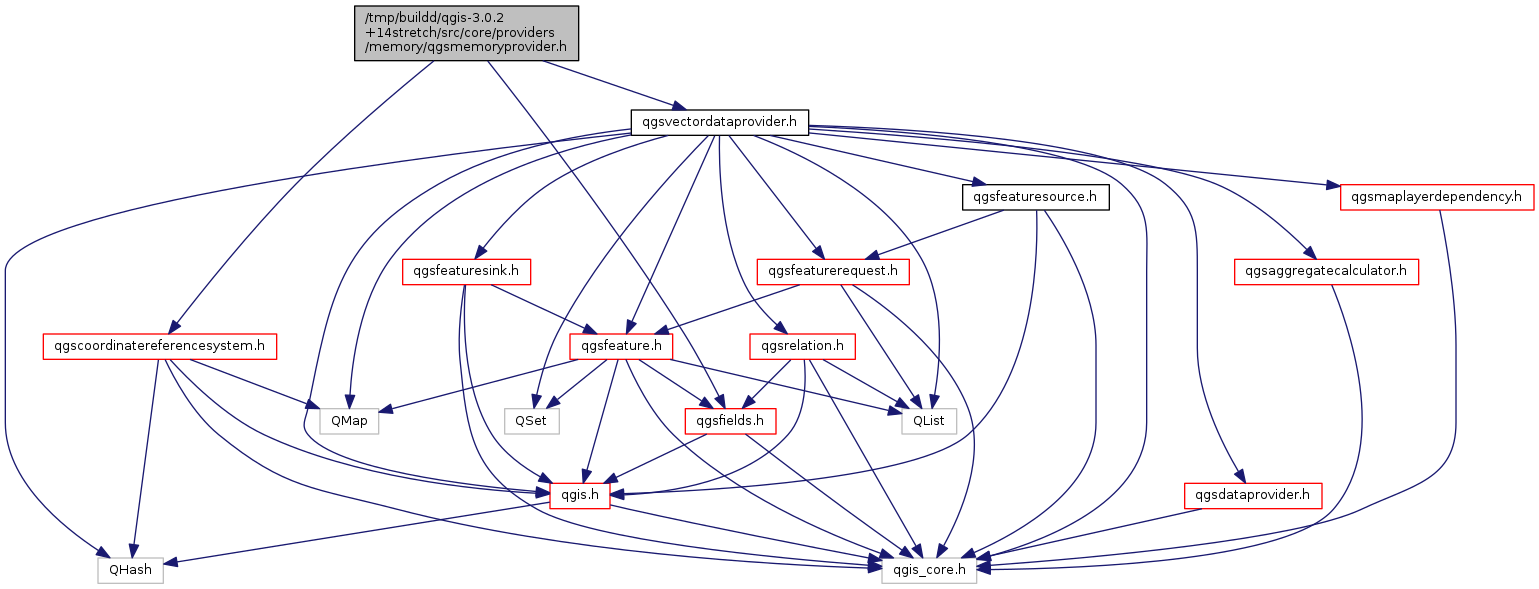 /tmp/buildd/qgis-3.0.2
+14stretch/src/core/providers
/memory/qgsmemoryprovider.h
qgsvectordataprovider.h
qgsfeaturesource.h
qgsmaplayerdependency.h
qgsfeaturesink.h
qgsfeaturerequest.h
qgsaggregatecalculator.h
qgscoordinatereferencesystem.h
qgsfeature.h
qgsrelation.h
QMap
QSet
qgsfields.h
QList
qgis.h
qgsdataprovider.h
QHash
qgis_core.h